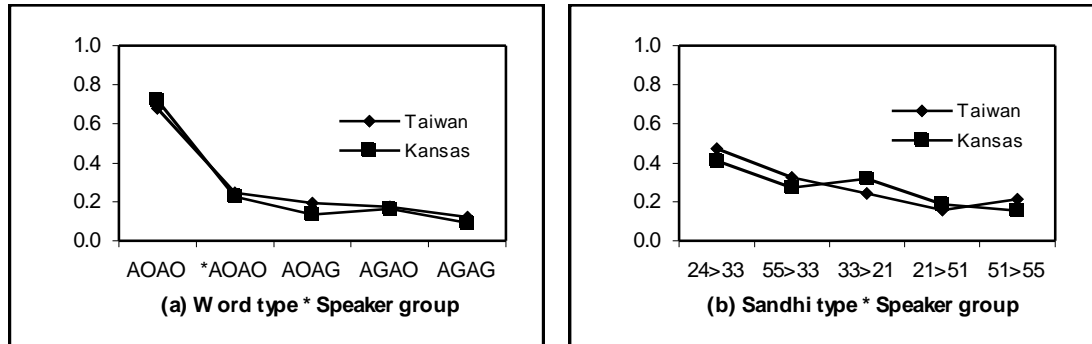 1.0
0.8
0.6
0.4
0.2
0.0
Taiwan
Kansas
AOAO *AOAO AOAG AGAO AGAG
(a) Word type * Speaker group
1.0
0.8
0.6
0.4
0.2
0.0
Taiwan
Kansas
24>33 55>33 33>21 21>51 51>55
(b) Sandhi type * Speaker group